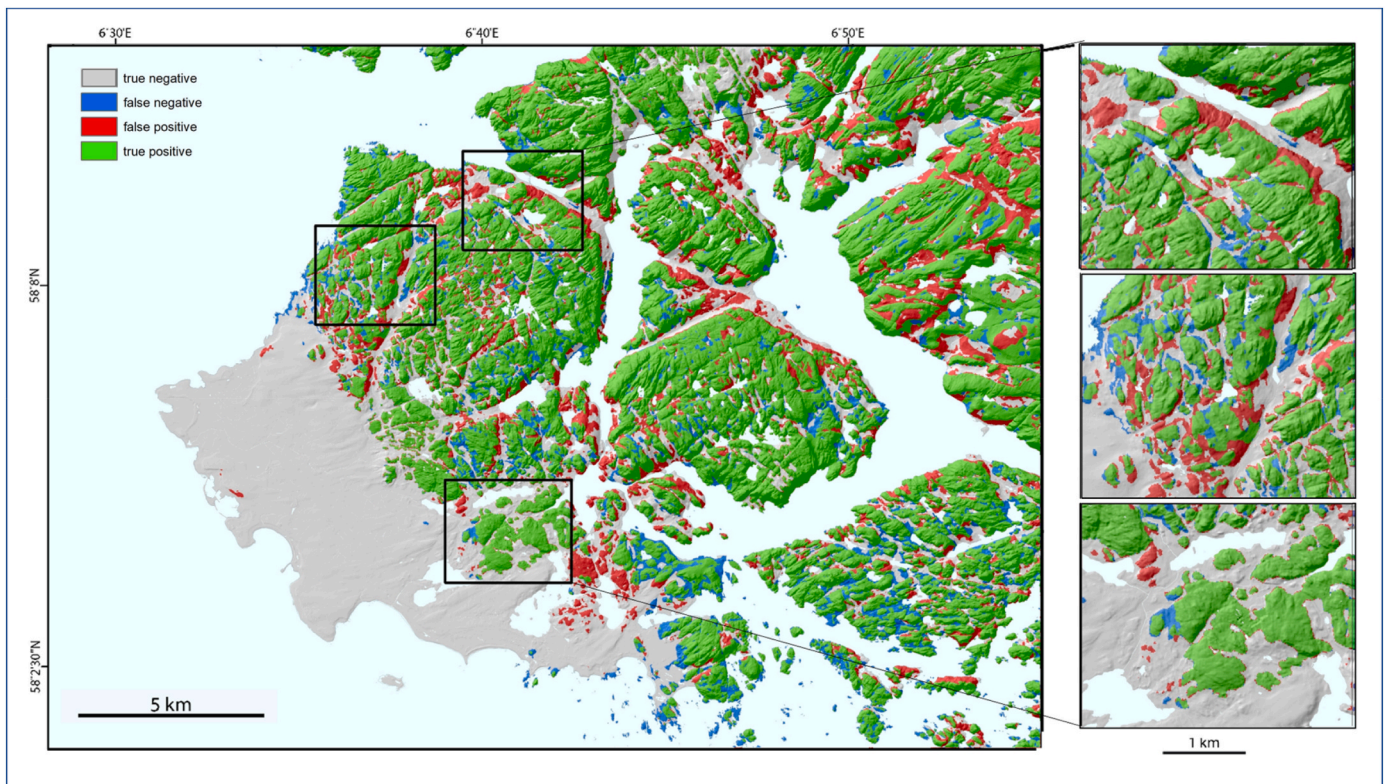 6°30'E 6°40'E 6°50'E
true negative
false negative
false positive
true positive
58°8'N
58°2'30"N
5 km
1 km